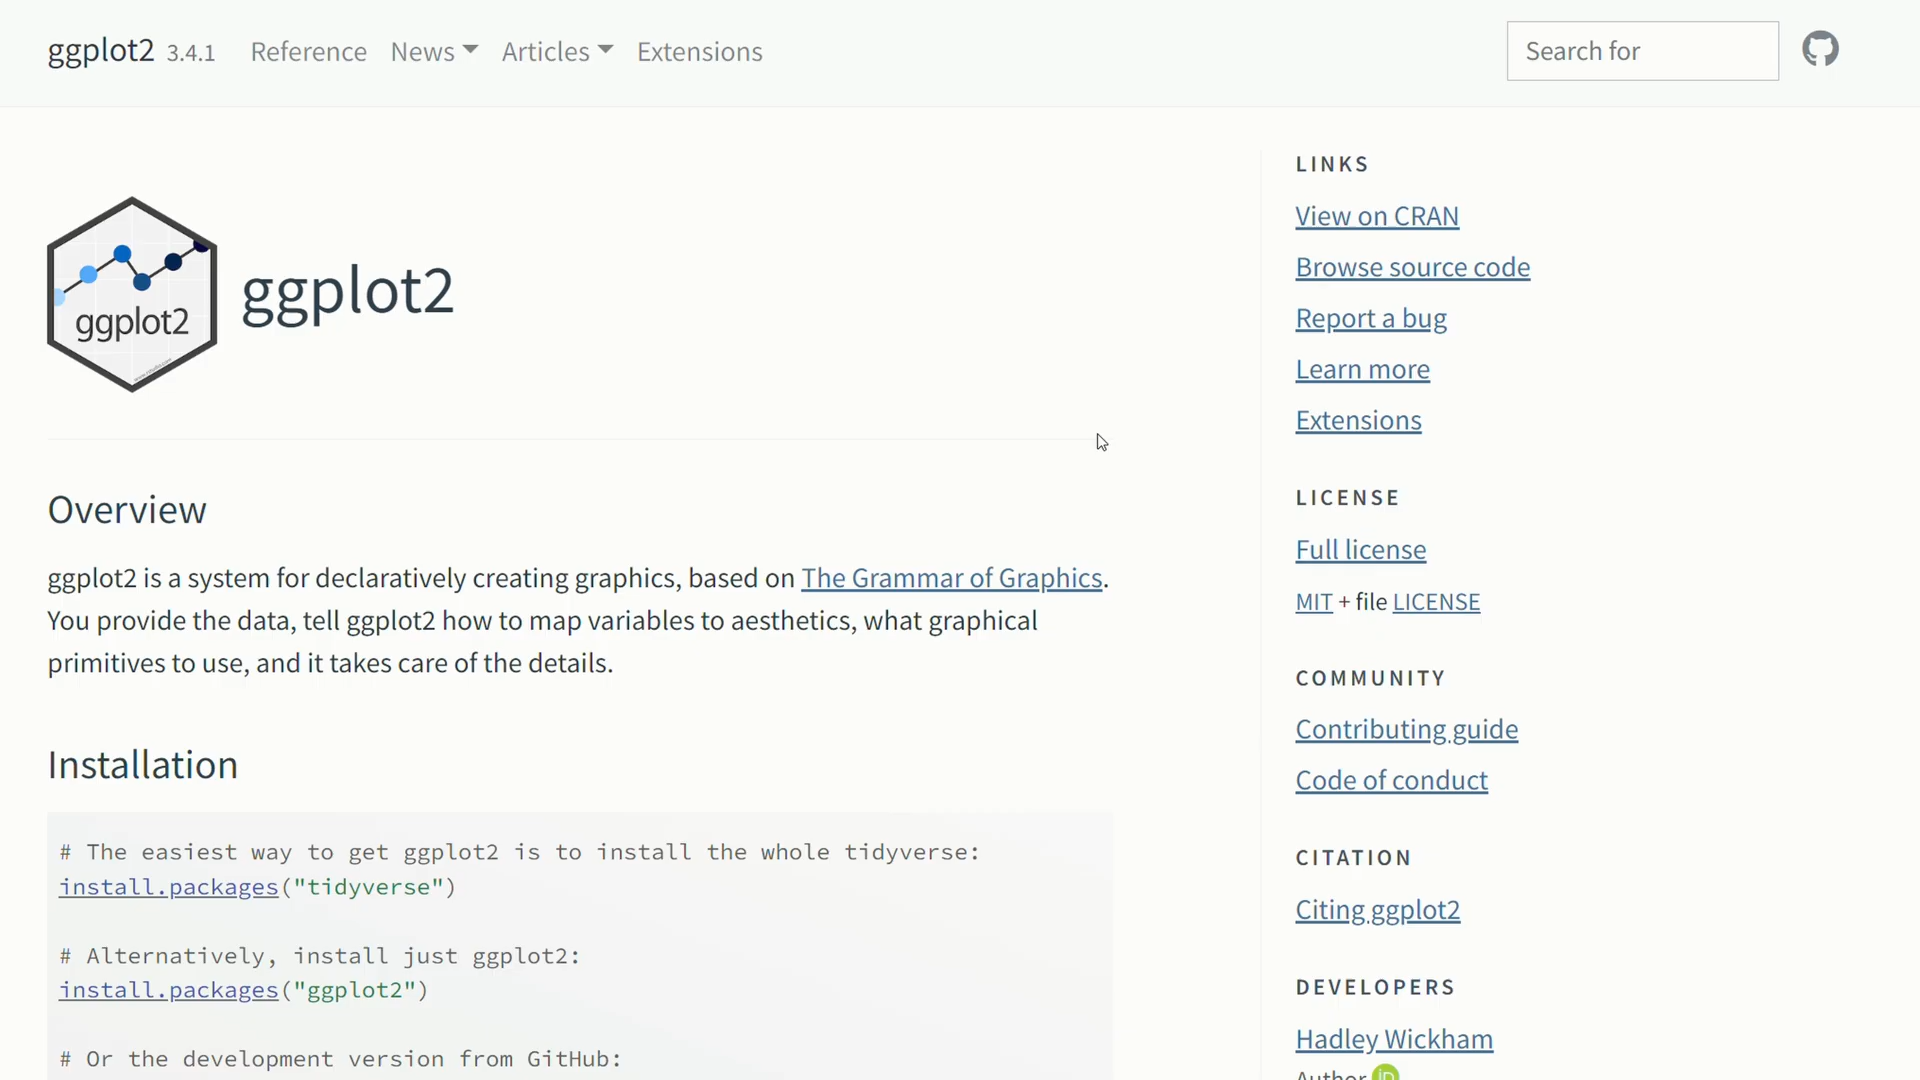 ggplot2 3.4.1 Reference News Articles Extensions
Search for
ggplot2
ggplot2
Overview
ggplot2 is a system for declaratively creating graphics, based on The Grammar of Graphics.
You provide the data, tell ggplot2 how to map variables to aesthetics, what graphical
primitives to use, and it takes care of the details.
Installation
# The easiest way to get ggplot2 is to install the whole tidyverse:
install.packages("tidyverse")
# Alternatively, install just ggplot2:
install.packages("ggplot2")
# Or the development version from GitHub:
LINKS
View on CRAN
Browse source code
Report a bug
Learn more
Extensions
LICENSE
Full license
MIT + file LICENSE
COMMUNITY
Contributing guide
Code of conduct
CITATION
Citing ggplot2
DEVELOPERS
Hadley Wickham
Author iD